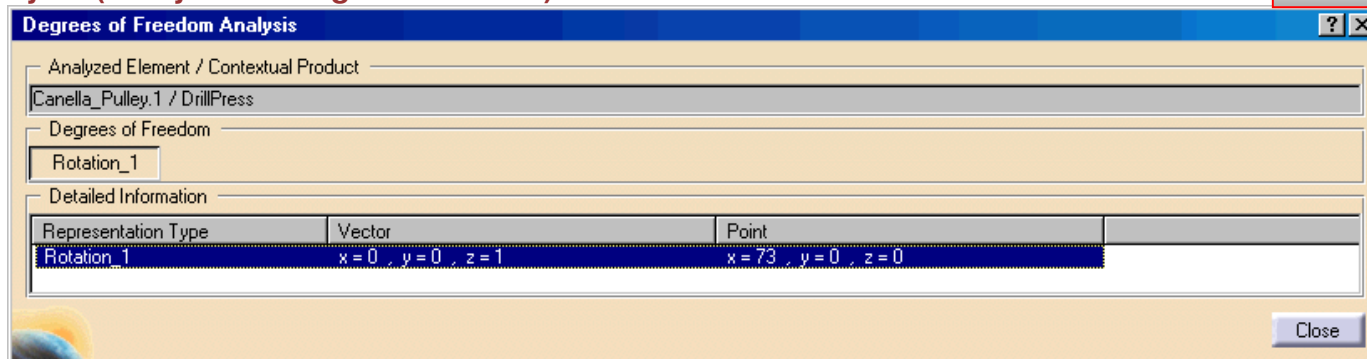 Degrees of Freedom Analysis
Analyzed Element / Contextual Product
Canella_Pulley.1 / DrillPress
Degrees of Freedom
Rotation_1
Detailed Information
Representation Type Vector Point
Rotation_1 x = 0 , y = 0 , z = 1 x = 73 , y = 0 , z = 0
Close